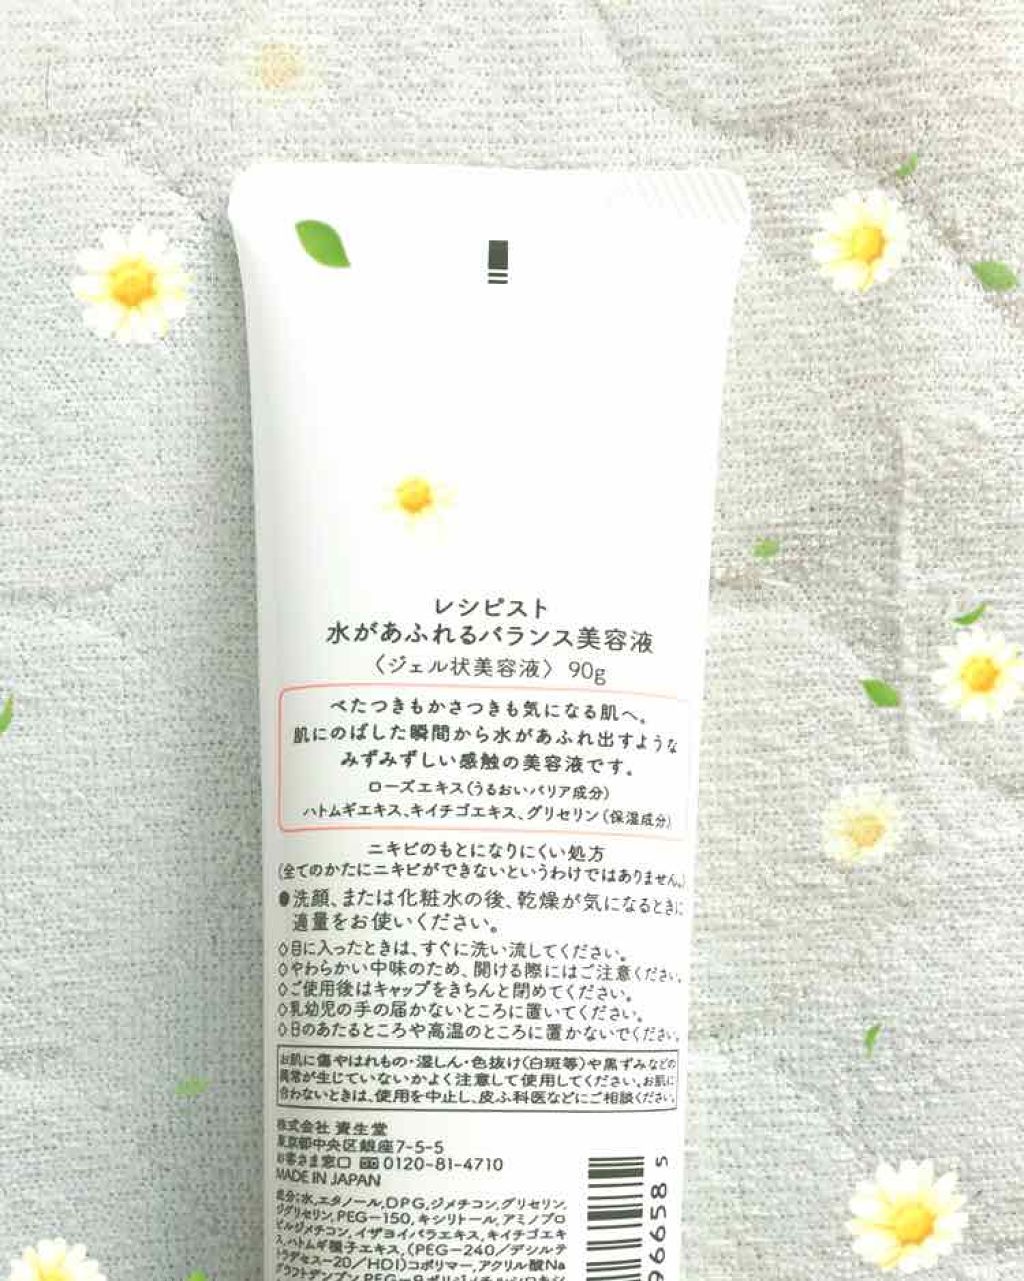 レシピスト
水があふれるバランス美容液
〈ジェル状美容液〉 90g
べたつきもかさつきも気になる肌へ。
肌にのばした瞬間から水があふれ出すような
みずみずしい感触の美容液です。
ローズエキス(うるおいバリア成分)
ハトムギエキス、キイチゴエキス、グリセリン(保湿成分)
ニキビのもとになりにくい処方
(全てのかたにニキビができないというわけではありません。)
●洗顔、または化粧水の後、乾燥が気になるときに
適量をお使いください。
◊目に入ったときは、すぐに洗い流してください。
◊やわらかい中味のため、開ける際にはご注意ください。
◊ご使用後はキャップをきちんと閉めてください。
◊乳幼児の手の届かないところに置いてください。
◊日のあたるところや高温のところに置かないでください。
お肌に傷やはれもの・湿しん・色抜け(白斑等)や黒ずみなどの
異常が生じていないかよく注意して使用してください。お肌に
合わないときは、使用を中止し、皮ふ科医などにご相談ください。
株式会社 資生堂
東京都中央区銀座7-5-5
お客さま窓口 0120-81-4710
MADE IN JAPAN
成分:水,エタノール,DPG,ジメチコン,グリセリン,
ジグリセリン,PEG-150,キシリトール,アミノプロ
ピルジメチコン,イザヨイバラエキス,キイチゴエキ
ス,ハトムギ種子エキス,(PEG-240/デシルテ
トラデセス-20/HDI)コポリマー,アクリル酸Na
グラフトデンプン,PEG-9ポリジメチルシロキシ
96658 5